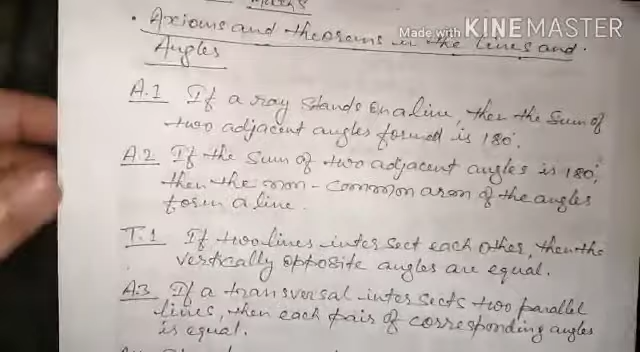 Maths
Made with KINEMASTER
• Axioms and theorems in the lines and
Angles
A.1 If a ray stands on a line, then the sum of
two adjacent angles formed is 180°.
A.2 If the sum of two adjacent angles is 180°,
then the non-common arm of the angles
form a line.
T.1 If two lines intersect each other, then the
vertically opposite angles are equal.
A.3 If a transversal intersects two parallel
lines, then each pair of corresponding angles
is equal.